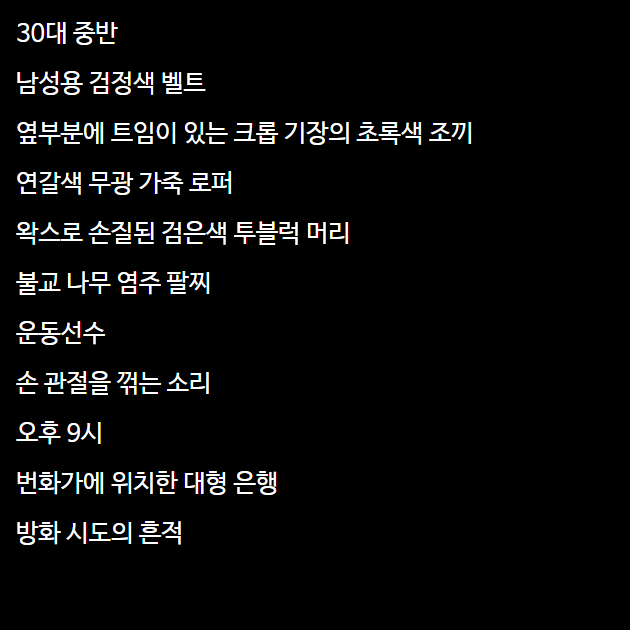 30대 중반
남성용 검정색 벨트
옆부분에 트임이 있는 크롭 기장의 초록색 조끼
연갈색 무광 가죽 로퍼
왁스로 손질된 검은색 투블럭 머리
불교 나무 염주 팔찌
운동선수
손 관절을 꺾는 소리
오후 9시
번화가에 위치한 대형 은행
방화 시도의 흔적